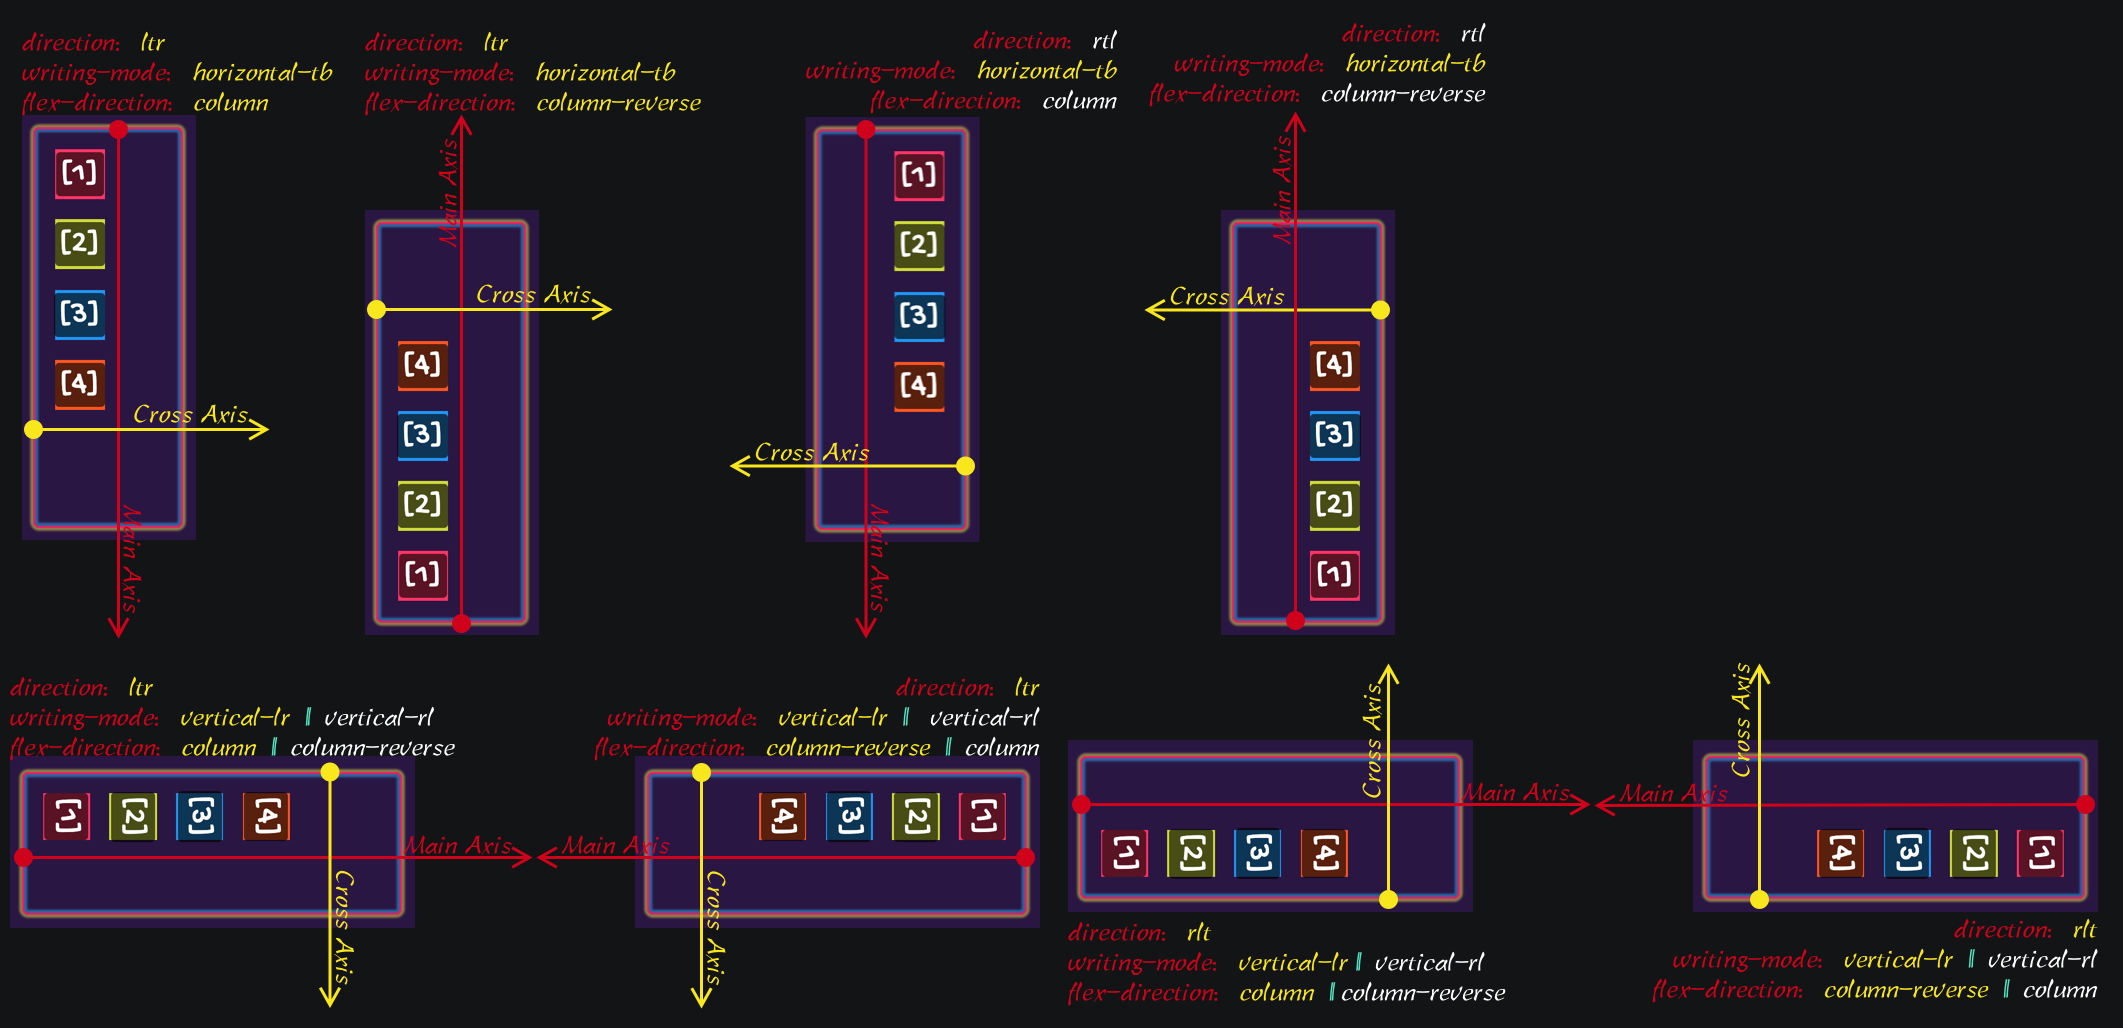 direction: ltr
writing-mode: horizontal-tb
flex-direction: column
[1]
[2]
[3]
[4]
Cross Axis
Main Axis
direction: ltr
writing-mode: horizontal-tb
flex-direction: column-reverse
Main Axis
Cross Axis
[4]
[3]
[2]
[1]
direction: rtl
writing-mode: horizontal-tb
flex-direction: column
[1]
[2]
[3]
[4]
Cross Axis
Main Axis
direction: rtl
writing-mode: horizontal-tb
flex-direction: column-reverse
Main Axis
Cross Axis
[4]
[3]
[2]
[1]
direction: ltr
writing-mode: vertical-lr || vertical-rl
flex-direction: column || column-reverse
[1] [2] [3] [4]
Main Axis
Cross Axis
direction: ltr
writing-mode: vertical-lr || vertical-rl
flex-direction: column-reverse || column
[4] [3] [2] [1]
Main Axis
Cross Axis
Cross Axis
Main Axis
[1] [2] [3] [4]
direction: rlt
writing-mode: vertical-lr || vertical-rl
flex-direction: column || column-reverse
Cross Axis
Main Axis
[4] [3] [2] [1]
direction: rlt
writing-mode: vertical-lr || vertical-rl
flex-direction: column-reverse || column